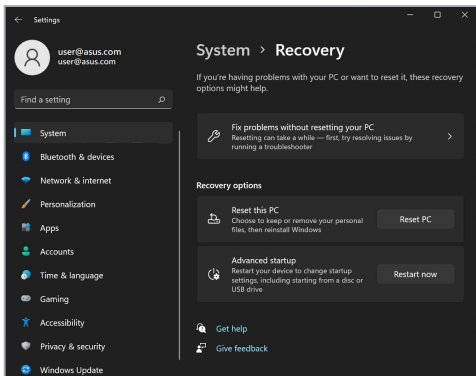 Settings
user@asus.com
user@asus.com
Find a setting
System
Bluetooth & devices
Network & internet
Personalization
Apps
Accounts
Time & language
Gaming
Accessibility
Privacy & security
Windows Update
System > Recovery
If you're having problems with your PC or want to reset it, these recovery
options might help.
Fix problems without resetting your PC
Resetting can take a while — first, try resolving issues by
running a troubleshooter
Recovery options
Reset this PC
Choose to keep or remove your personal
files, then reinstall Windows
Reset PC
Advanced startup
Restart your device to change startup
settings, including starting from a disc or
USB drive
Restart now
Get help
Give feedback